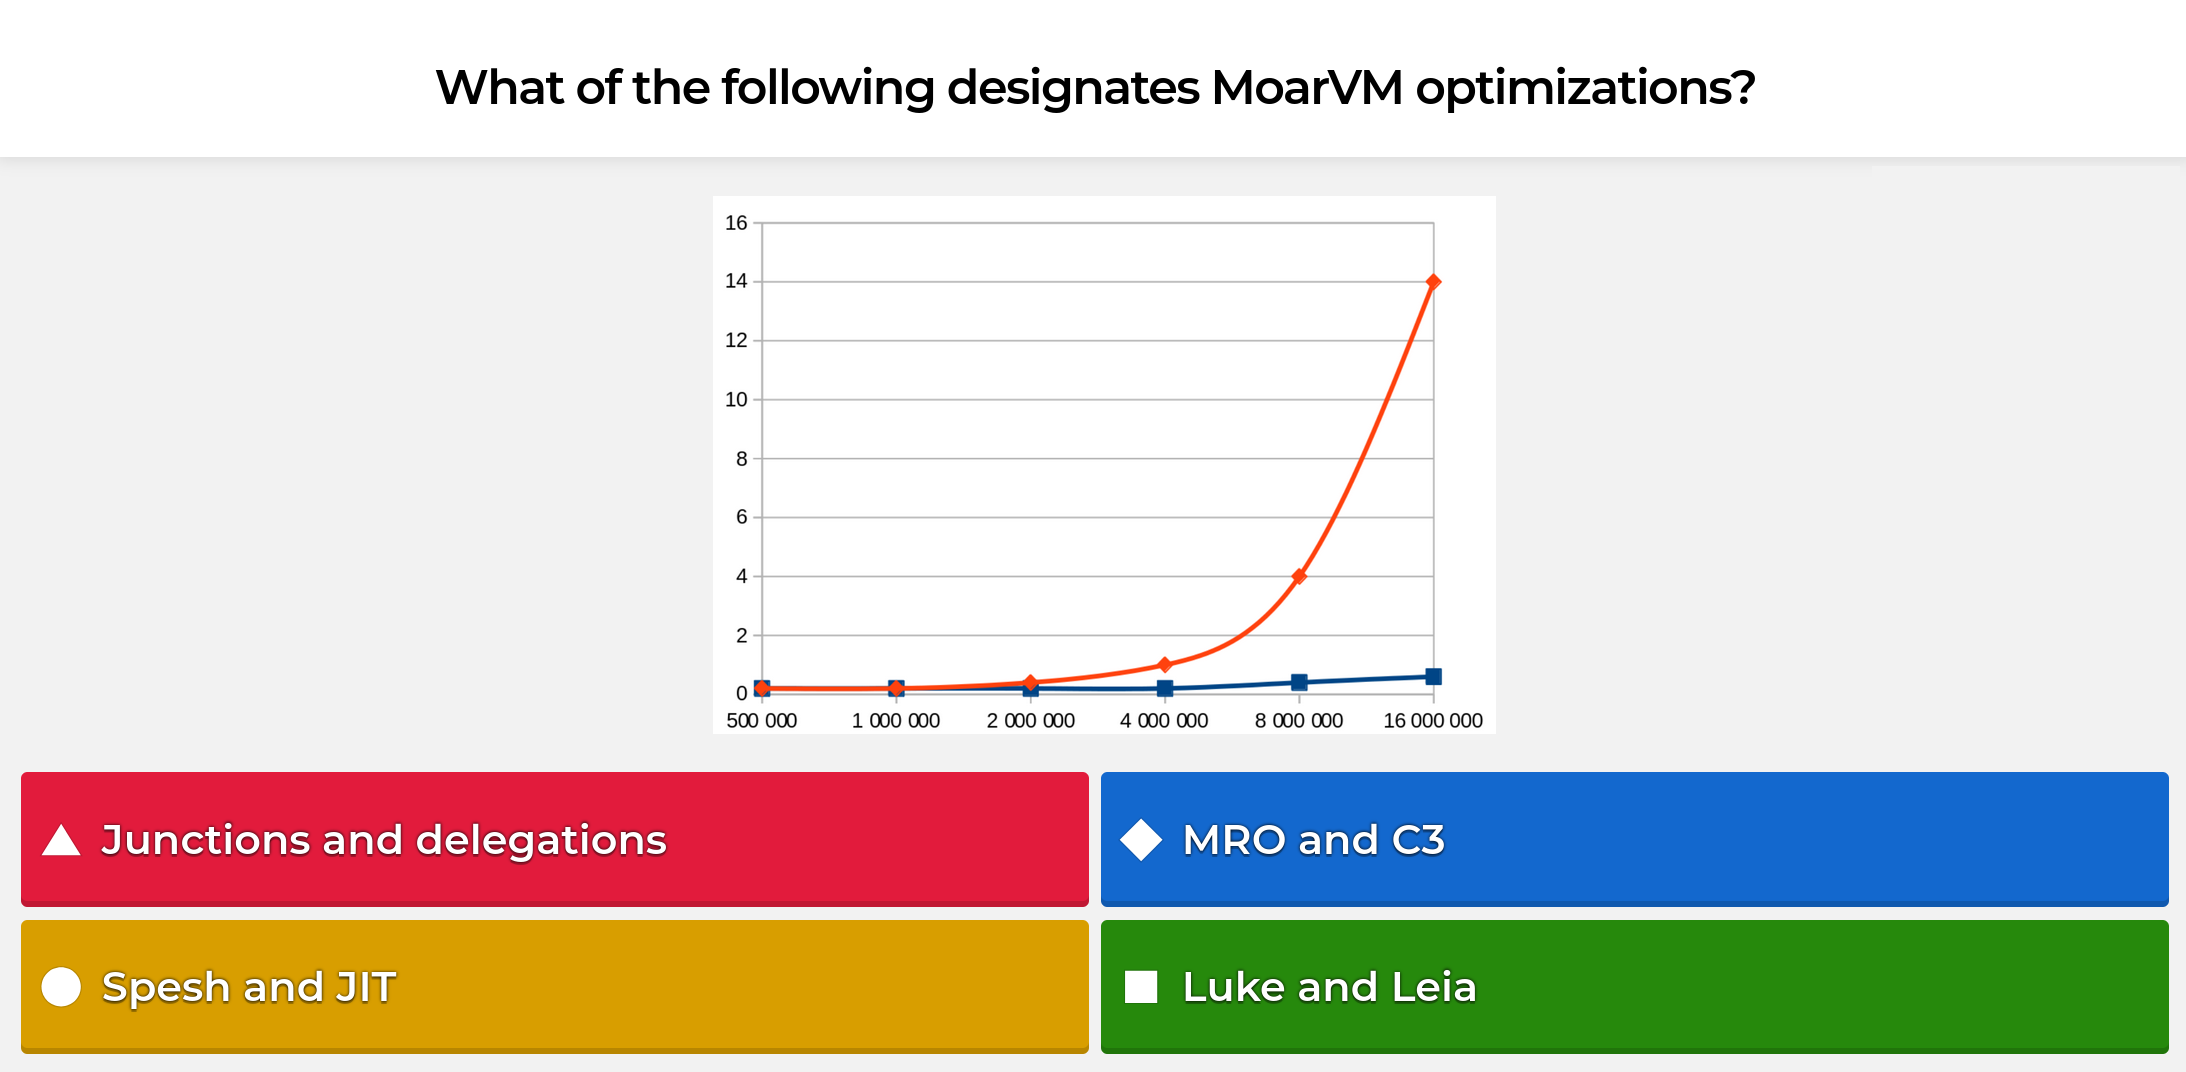 What of the following designates MoarVM optimizations?
16
14
12
10
8
6
4
2
0
500 000 1 000 000 2 000 000 4 000 000 8 000 000 16 000 000
Junctions and delegations
MRO and C3
Spesh and JIT
Luke and Leia